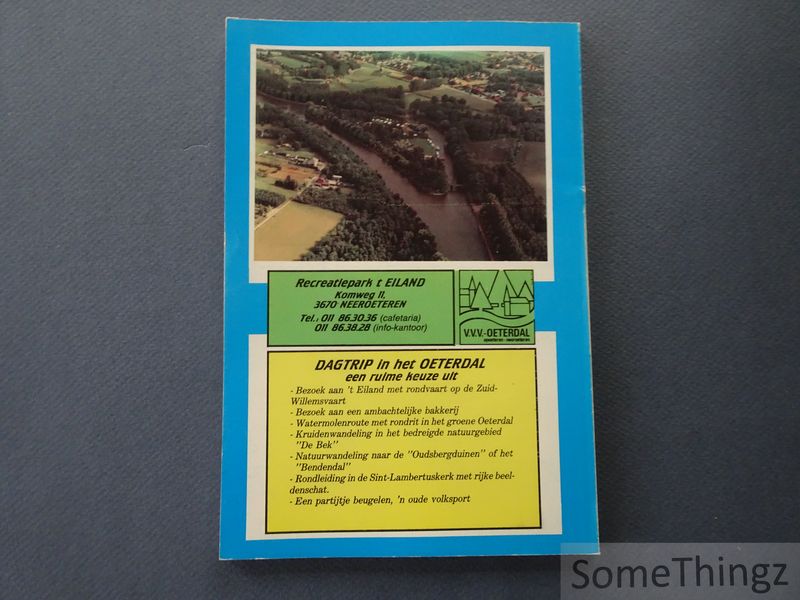 Recreatiepark t EILAND
Komweg II,
3670 NEEROETEREN
Tel.: 011 86.30.36 (cafetaria)
011 86.38.28 (info-kantoor)
V.V.V.-OETERDAL
opoeteren - neeroeteren
DAGTRIP in het OETERDAL
een ruime keuze uit
- Bezoek aan 't Eiland met rondvaart op de Zuid-
Willemsvaart
- Bezoek aan een ambachtelijke bakkerij
- Watermolenroute met rondrit in het groene Oeterdal
- Kruidenwandeling in het bedreigde natuurgebied
"De Bek"
- Natuurwandeling naar de "Oudsbergduinen" of het
"Bendendal"
- Rondleiding in de Sint-Lambertuskerk met rijke beel-
denschat.
- Een partijtje beugelen, 'n oude volksport
SomeThingz